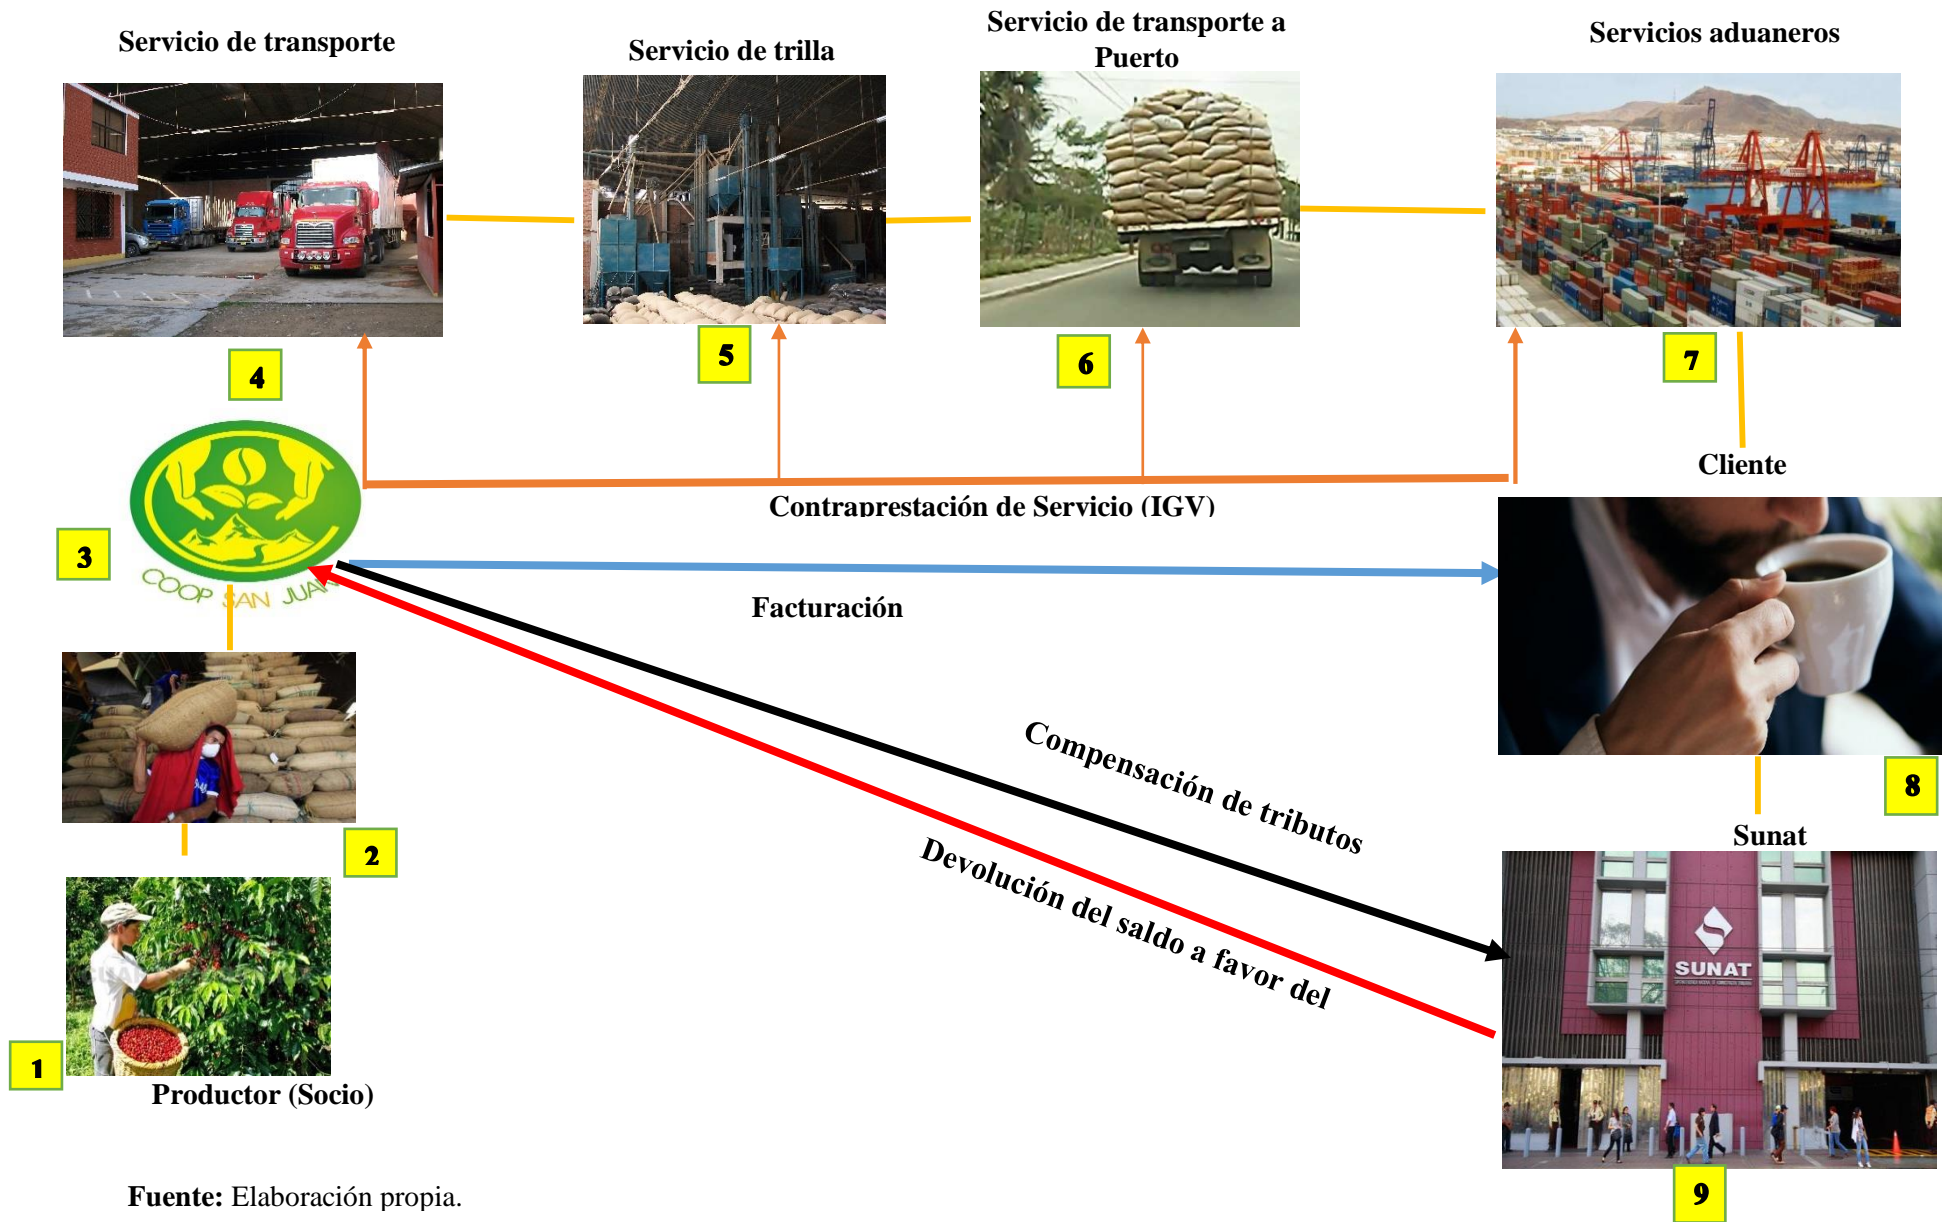 Servicio de transporte
Servicio de trilla
Servicio de transporte a
Puerto
Servicios aduaneros
4
5
6
7
Cliente
Contraprestación de Servicio (IGV)
3
COOP SAN JUAN
Facturación
Compensación de tributos
Devolución del saldo a favor del
8
2
Sunat
SUNAT
1
Productor (Socio)
9
Fuente: Elaboración propia.